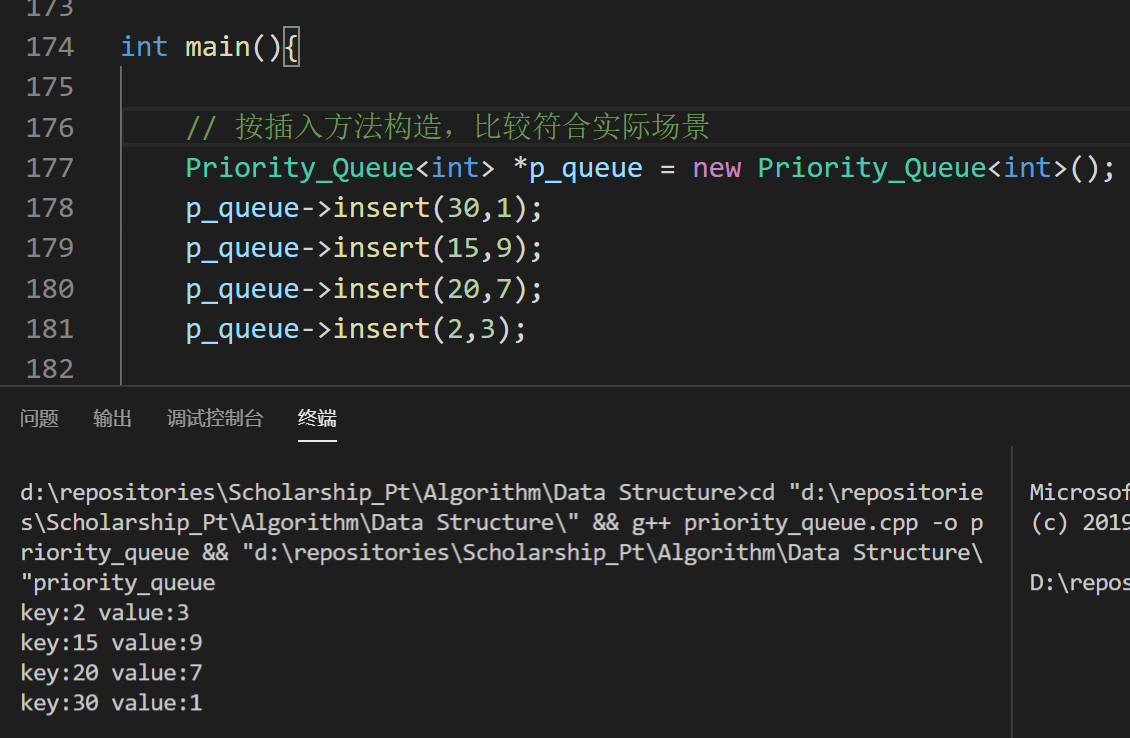 173
174 int main(){
175
176 // 按插入方法构造，比较符合实际场景
177 Priority_Queue<int> *p_queue = new Priority_Queue<int>();
178 p_queue->insert(30,1);
179 p_queue->insert(15,9);
180 p_queue->insert(20,7);
181 p_queue->insert(2,3);
182
问题 输出 调试控制台 终端
d:\repositories\Scholarship_Pt\Algorithm\Data Structure>cd "d:\repositorie
s\Scholarship_Pt\Algorithm\Data Structure\" && g++ priority_queue.cpp -o p
riority_queue && "d:\repositories\Scholarship_Pt\Algorithm\Data Structure\
"priority_queue
key:2 value:3
key:15 value:9
key:20 value:7
key:30 value:1
Microsof
(c) 2019
D:\repos